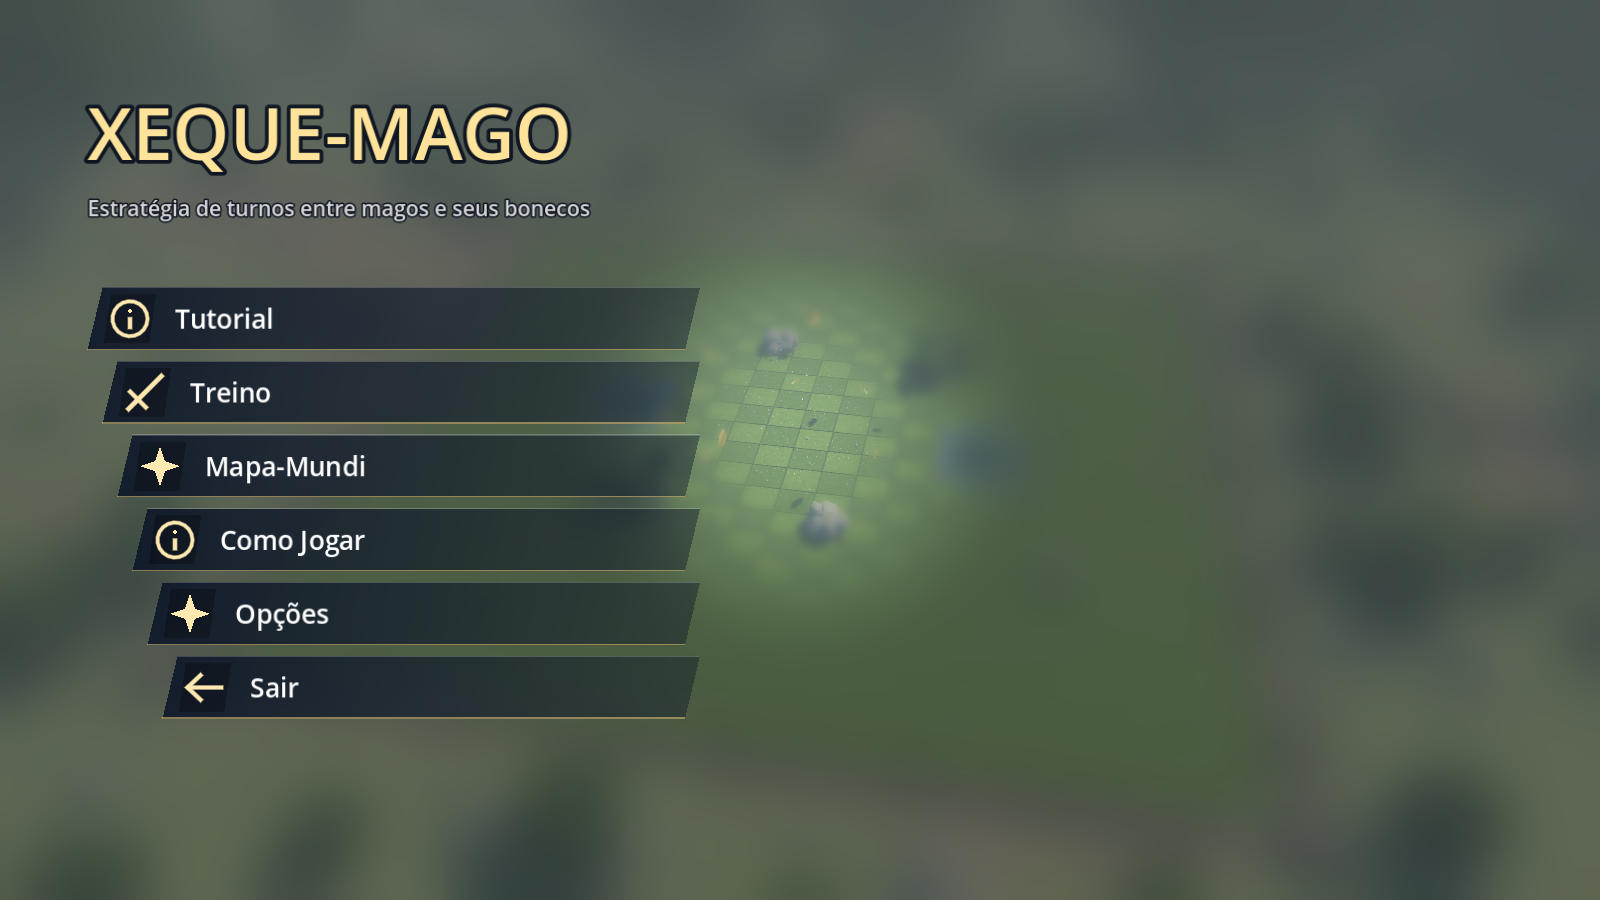 XEQUE-MAGO
Estratégia de turnos entre magos e seus bonecos
Tutorial
Treino
Mapa-Mundi
Como Jogar
Opções
Sair